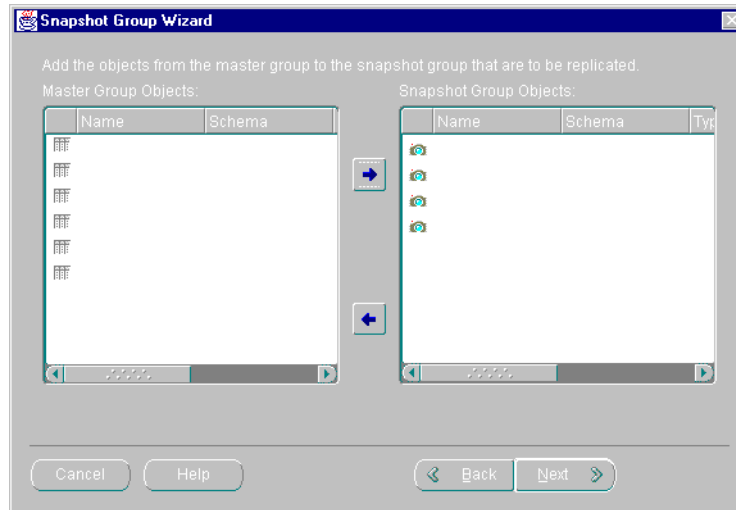 Snapshot Group Wizard
Add the objects from the master group to the snapshot group that are to be replicated.
Master Group Objects:
Snapshot Group Objects:
Name Schema
Name Schema Typ
Cancel Help Back Next